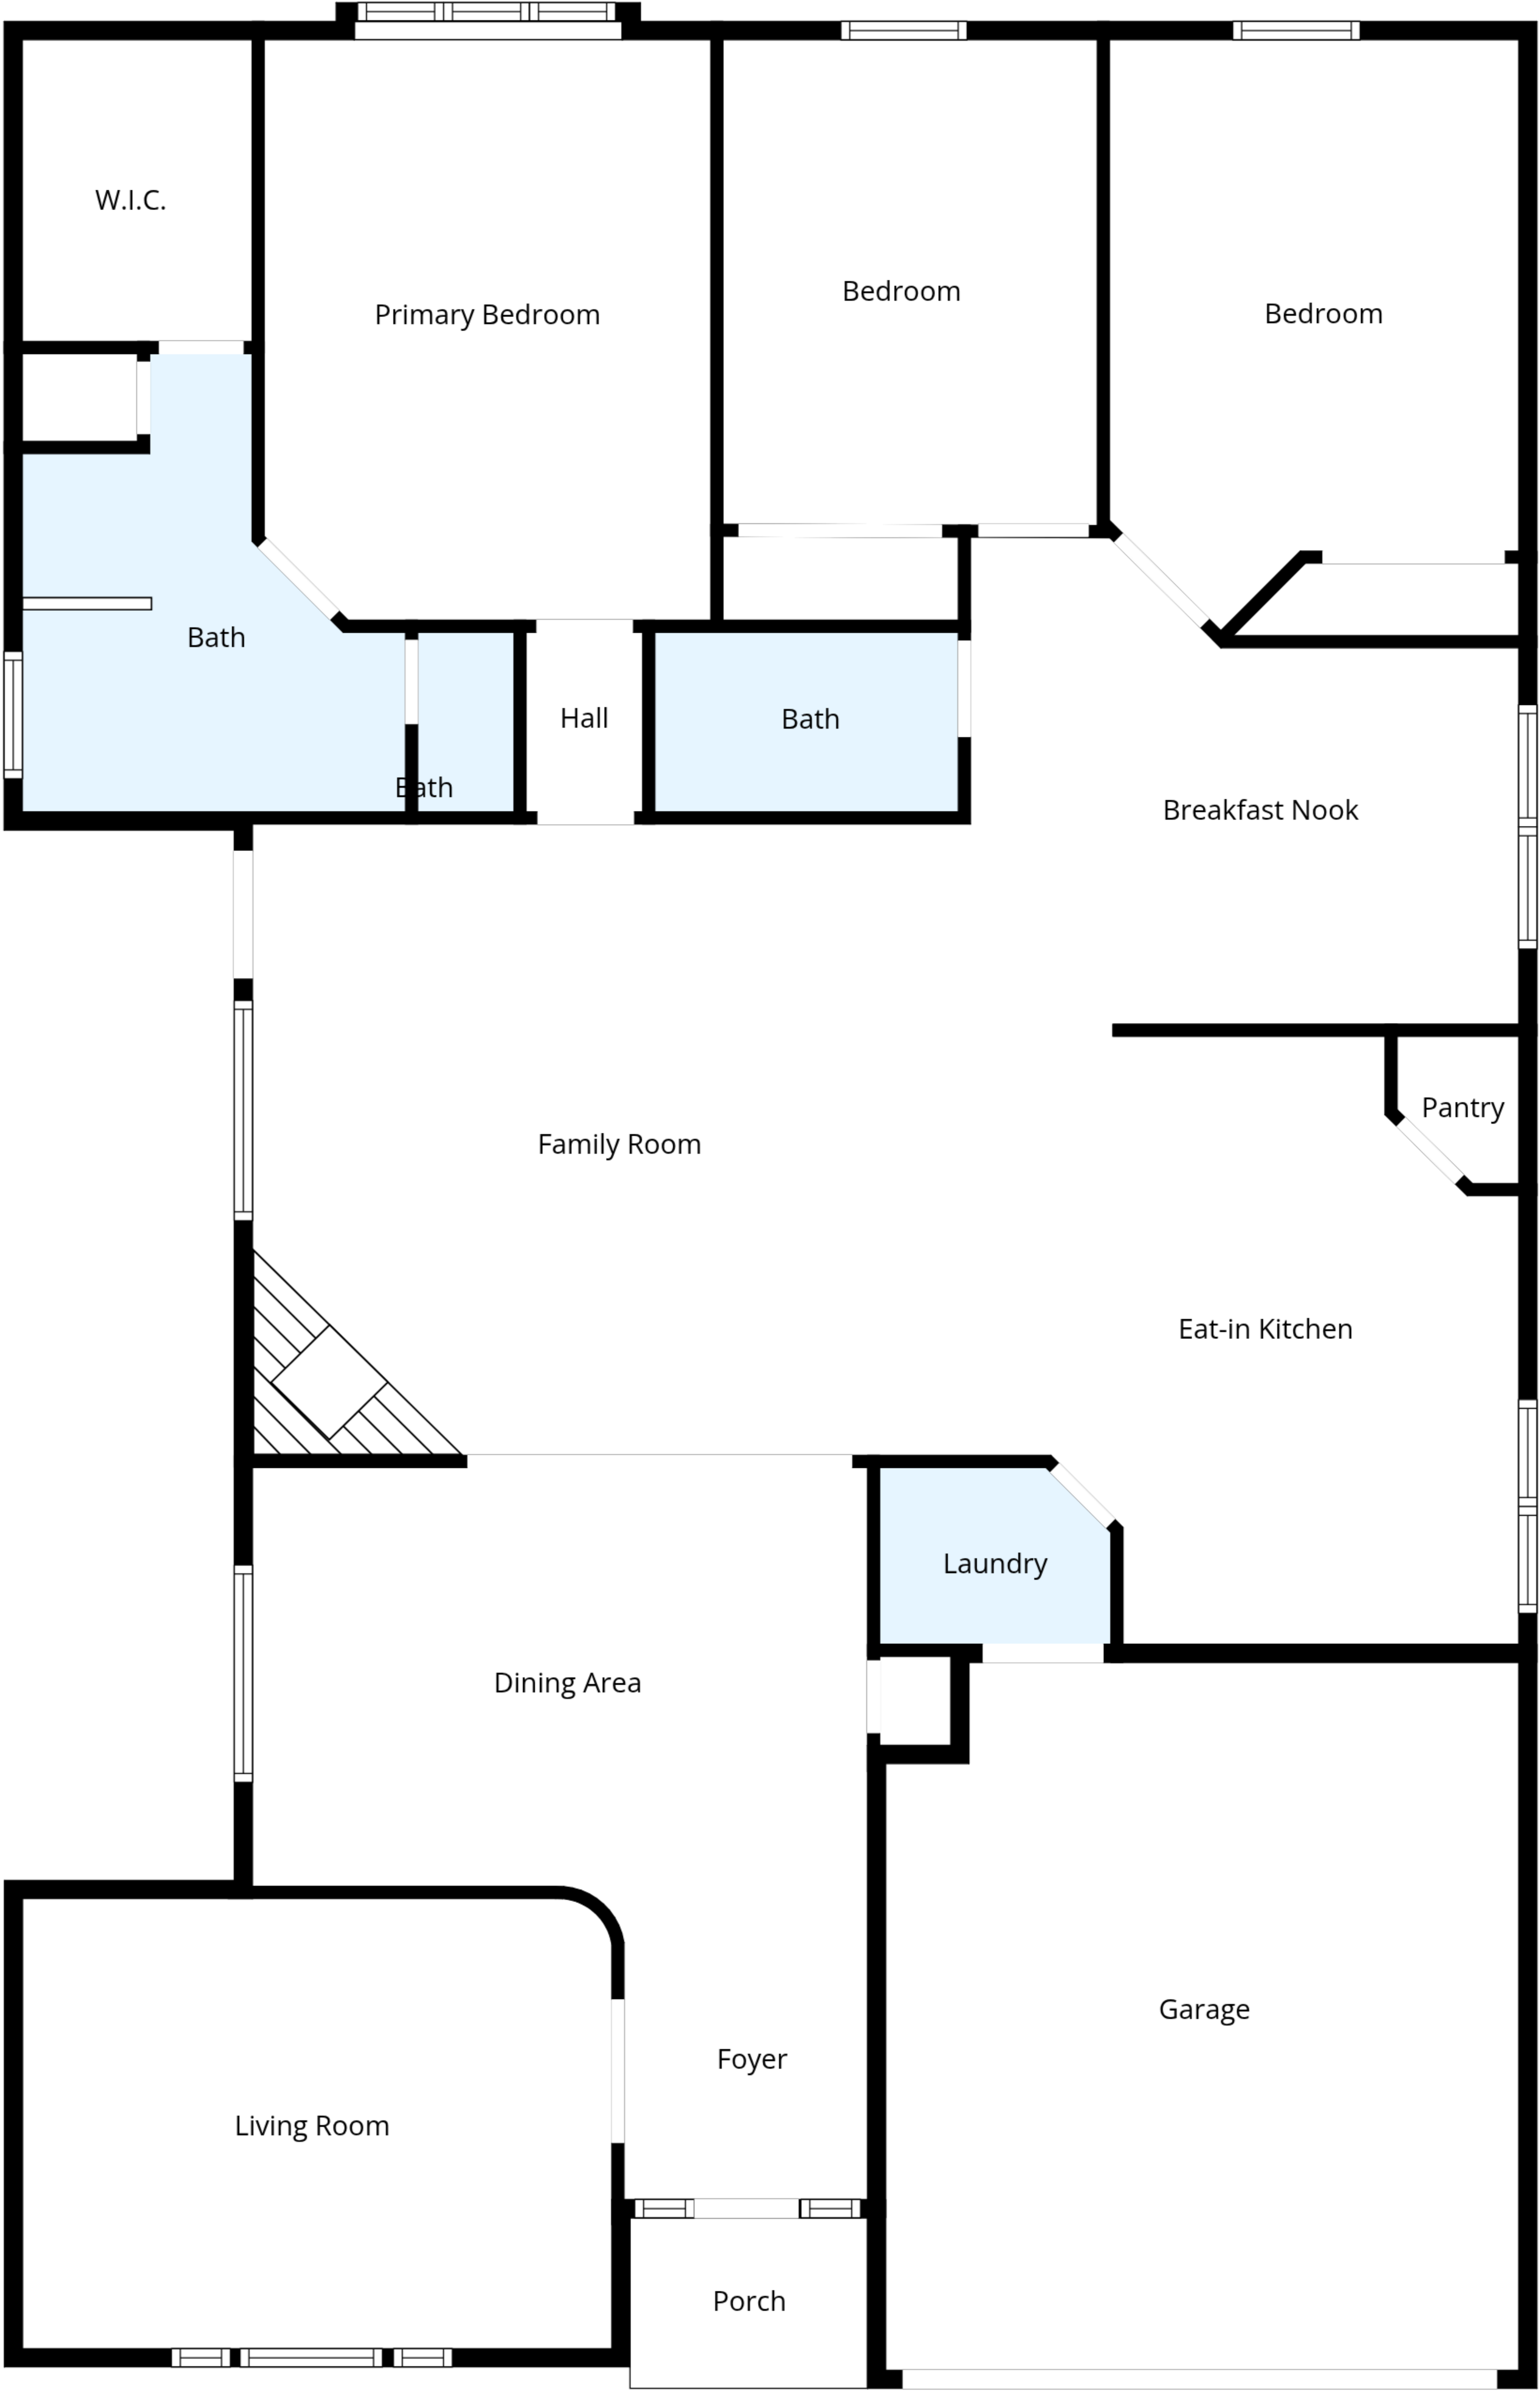 W.I.C.
Primary Bedroom
Bedroom
Bedroom
Bath
Hall
Bath
Bath
Breakfast Nook
Pantry
Family Room
Eat-in Kitchen
Laundry
Dining Area
Garage
Foyer
Living Room
Porch